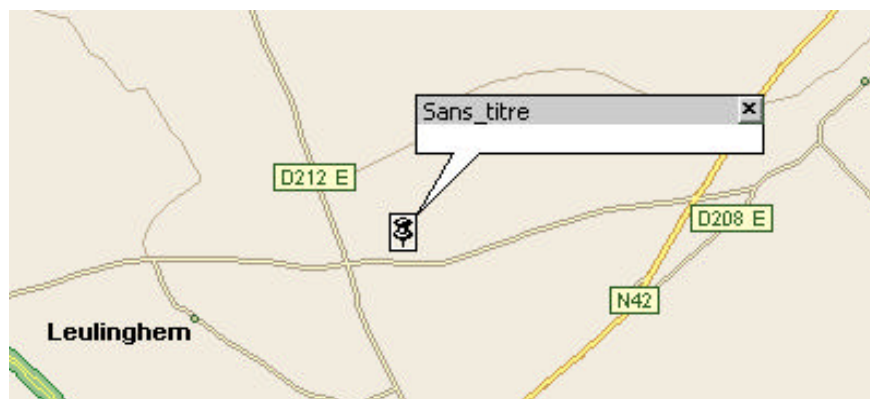 Sans_titre
D212 E
D208 E
N42
Leulinghem